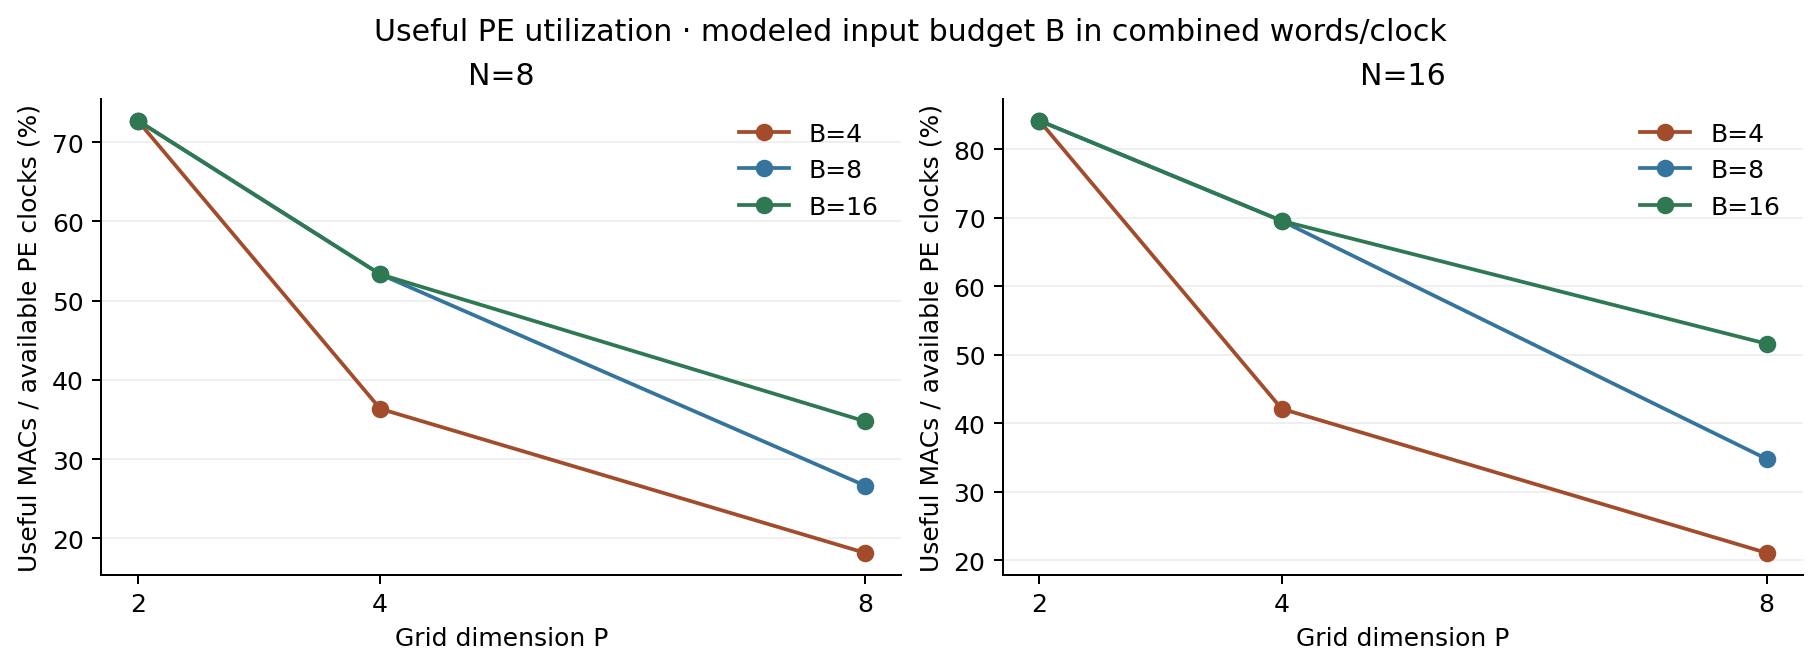 Useful PE utilization · modeled input budget B in combined words/clock
N=8
Useful MACs / available PE clocks (%)
70
60
50
40
30
20
B=4
B=8
B=16
2
4
8
Grid dimension P
N=16
Useful MACs / available PE clocks (%)
80
70
60
50
40
30
20
B=4
B=8
B=16
2
4
8
Grid dimension P